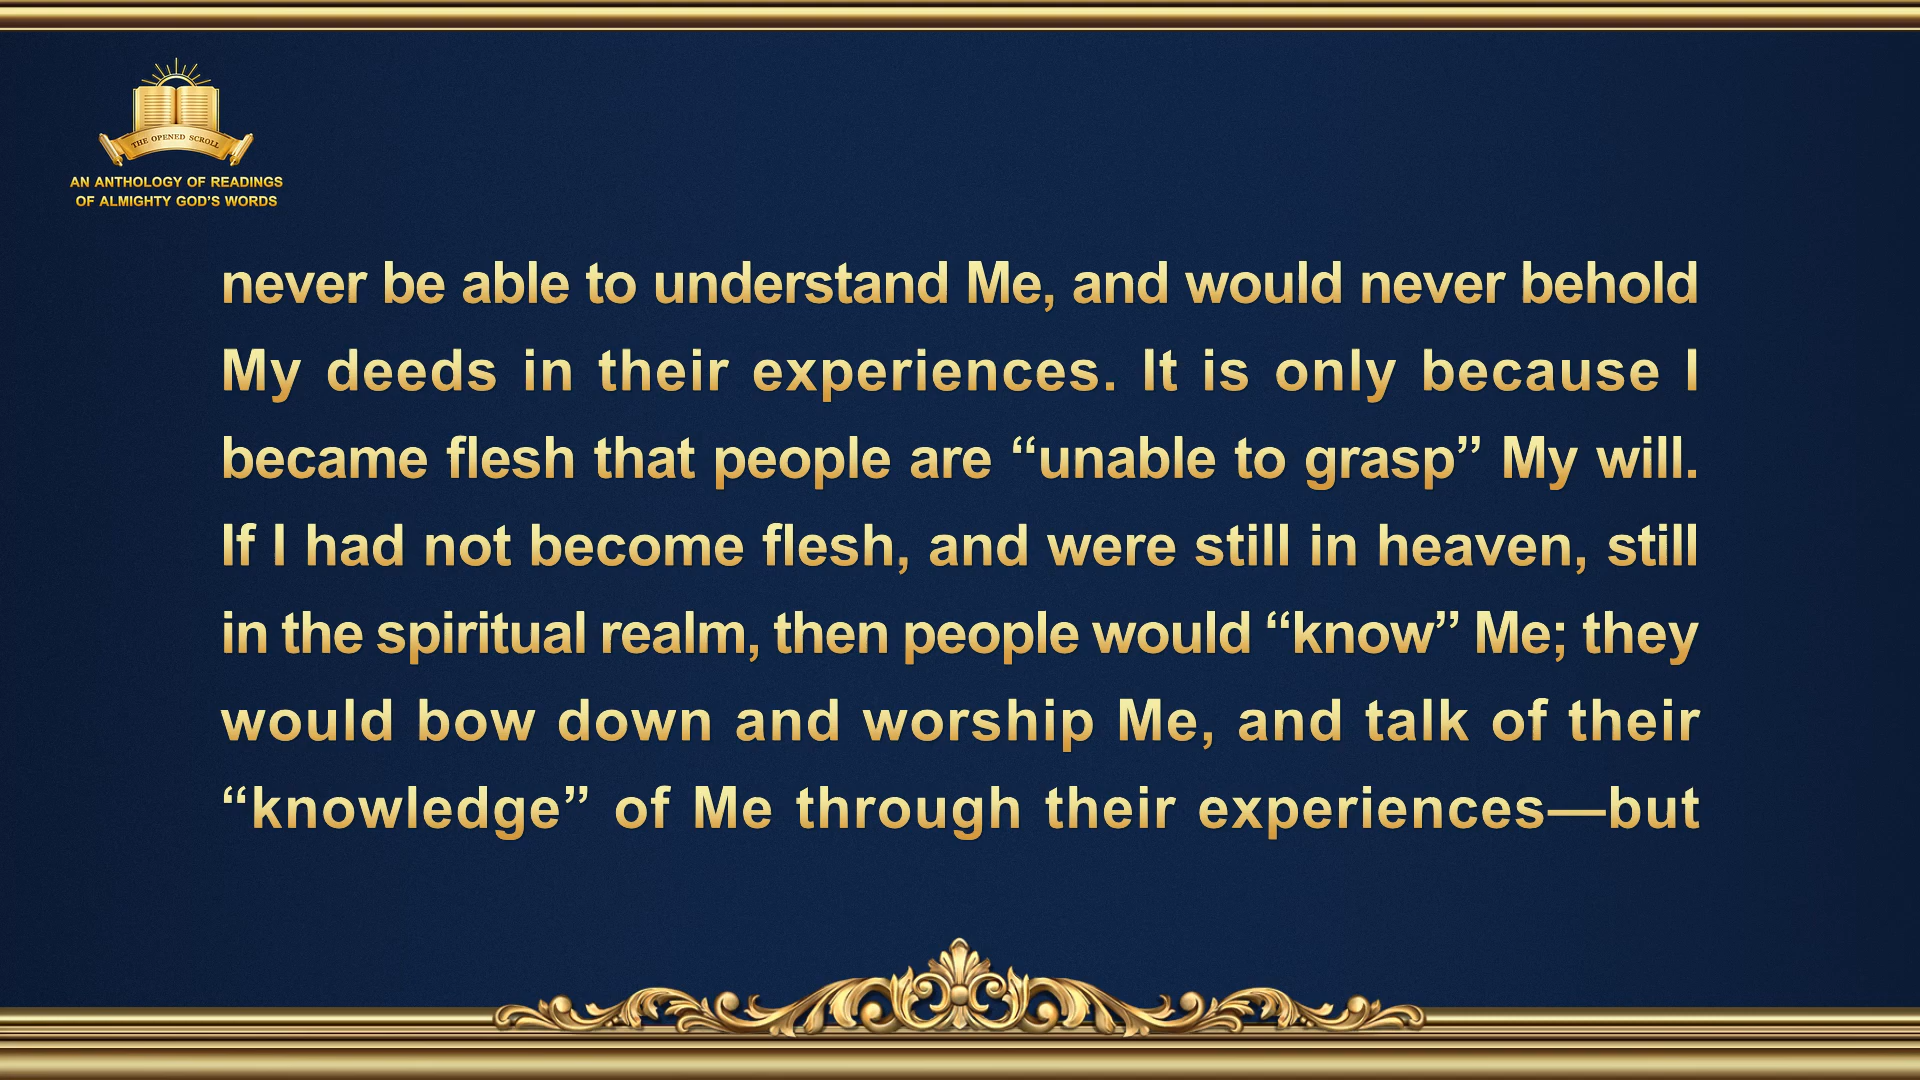 THE OPENED SCROLL
AN ANTHOLOGY OF READINGS
OF ALMIGHTY GOD’S WORDS
never be able to understand Me, and would never behold
My deeds in their experiences. It is only because I
became flesh that people are “unable to grasp” My will.
If I had not become flesh, and were still in heaven, still
in the spiritual realm, then people would “know” Me; they
would bow down and worship Me, and talk of their
“knowledge” of Me through their experiences—but